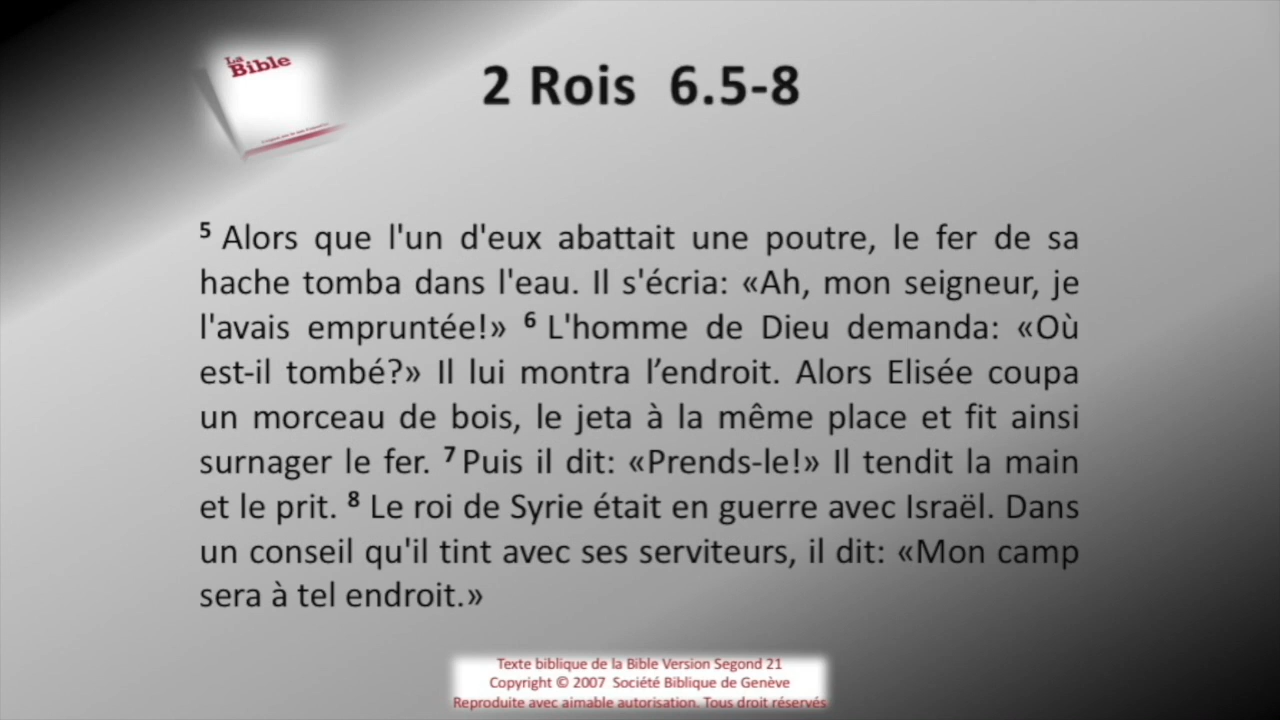 La
Bible
2 Rois 6.5-8
5 Alors que l'un d'eux abattait une poutre, le fer de sa
hache tomba dans l'eau. Il s'écria: «Ah, mon seigneur, je
l'avais empruntée!» 6 L'homme de Dieu demanda: «Où
est-il tombé?» Il lui montra l’endroit. Alors Elisée coupa
un morceau de bois, le jeta à la même place et fit ainsi
surnager le fer. 7 Puis il dit: «Prends-le!» Il tendit la main
et le prit. 8 Le roi de Syrie était en guerre avec Israël. Dans
un conseil qu'il tint avec ses serviteurs, il dit: «Mon camp
sera à tel endroit.»
Texte biblique de la Bible Version Segond 21
Copyright © 2007 Société Biblique de Genève
Reproduite avec aimable autorisation. Tous droit réservés